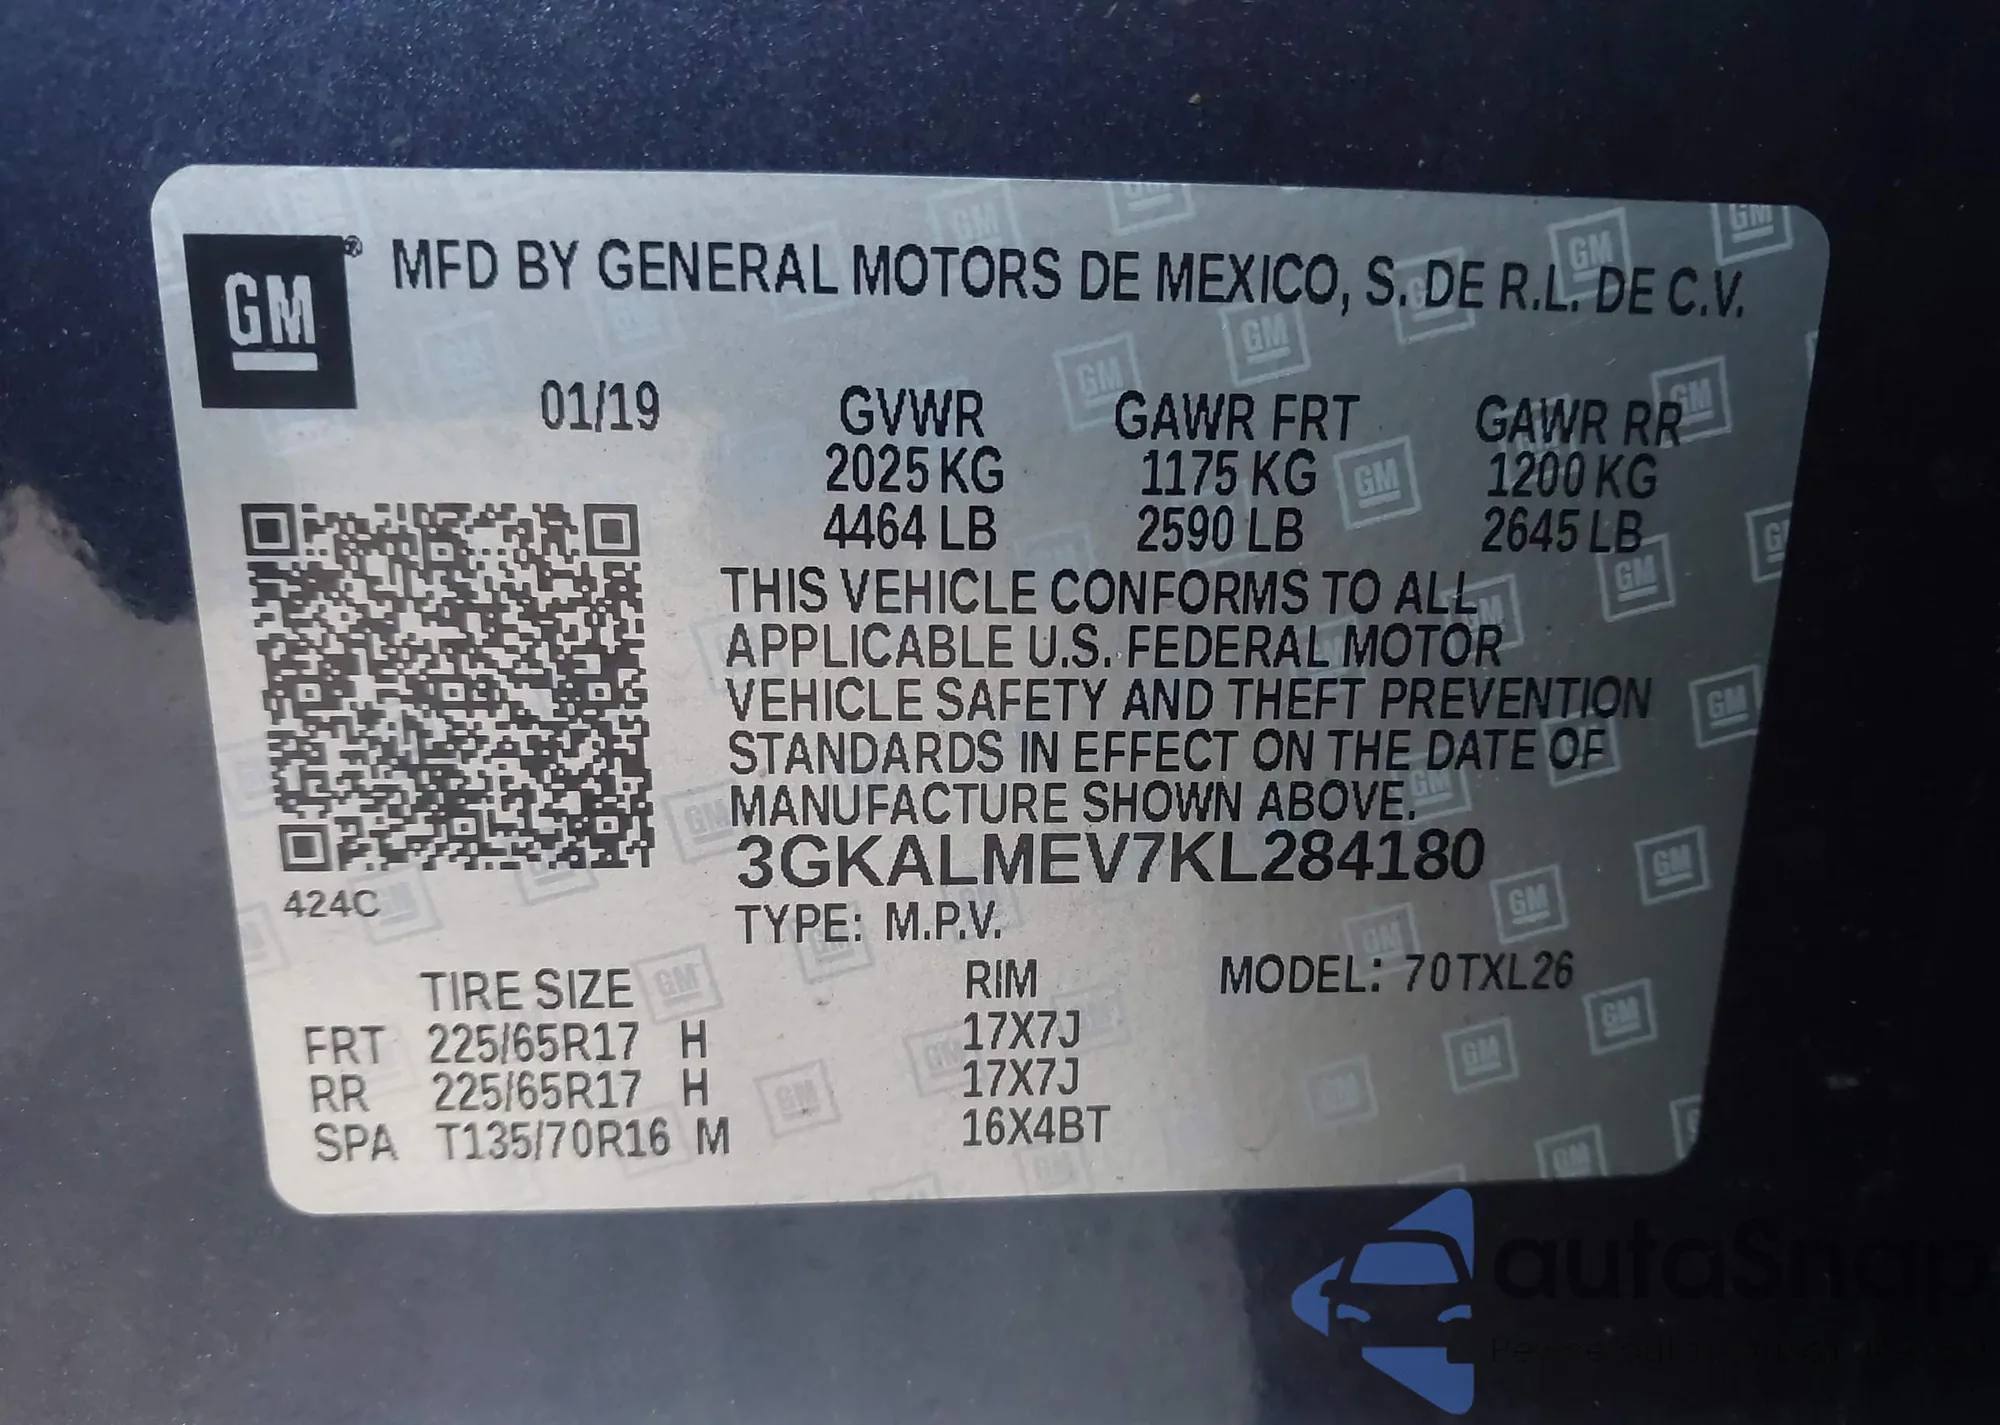 GM ® MFD BY GENERAL MOTORS DE MEXICO, S. DE R.L. DE C.V.
01/19 GVWR GAWR FRT GAWR RR
2025 KG 1175 KG 1200 KG
4464 LB 2590 LB 2645 LB
THIS VEHICLE CONFORMS TO ALL
APPLICABLE U.S. FEDERAL MOTOR
VEHICLE SAFETY AND THEFT PREVENTION
STANDARDS IN EFFECT ON THE DATE OF
MANUFACTURE SHOWN ABOVE.
3GKALMEV7KL284180
424C
TYPE: M.P.V.
TIRE SIZE RIM MODEL: 70TXL26
FRT 225/65R17 H 17X7J
RR 225/65R17 H 17X7J
SPA T135/70R16 M 16X4BT
autoSnap